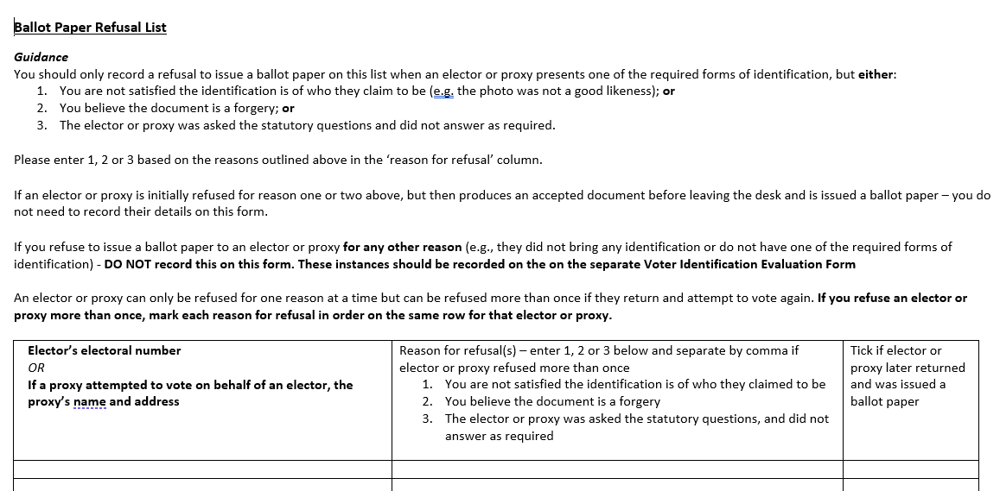 Ballot Paper Refusal List
Guidance
You should only record a refusal to issue a ballot paper on this list when an elector or proxy presents one of the required forms of identification, but either:
1. You are not satisfied the identification is of who they claim to be (e.g. the photo was not a good likeness); or
2. You believe the document is a forgery; or
3. The elector or proxy was asked the statutory questions and did not answer as required.
Please enter 1, 2 or 3 based on the reasons outlined above in the ‘reason for refusal’ column.
If an elector or proxy is initially refused for reason one or two above, but then produces an accepted document before leaving the desk and is issued a ballot paper – you do
not need to record their details on this form.
If you refuse to issue a ballot paper to an elector or proxy for any other reason (e.g., they did not bring any identification or do not have one of the required forms of
identification) - DO NOT record this on this form. These instances should be recorded on the on the separate Voter Identification Evaluation Form
An elector or proxy can only be refused for one reason at a time but can be refused more than once if they return and attempt to vote again. If you refuse an elector or
proxy more than once, mark each reason for refusal in order on the same row for that elector or proxy.
Elector’s electoral number
OR
If a proxy attempted to vote on behalf of an elector, the
proxy’s name and address
Reason for refusal(s) – enter 1, 2 or 3 below and separate by comma if
elector or proxy refused more than once
1. You are not satisfied the identification is of who they claimed to be
2. You believe the document is a forgery
3. The elector or proxy was asked the statutory questions, and did not
answer as required
Tick if elector or
proxy later returned
and was issued a
ballot paper